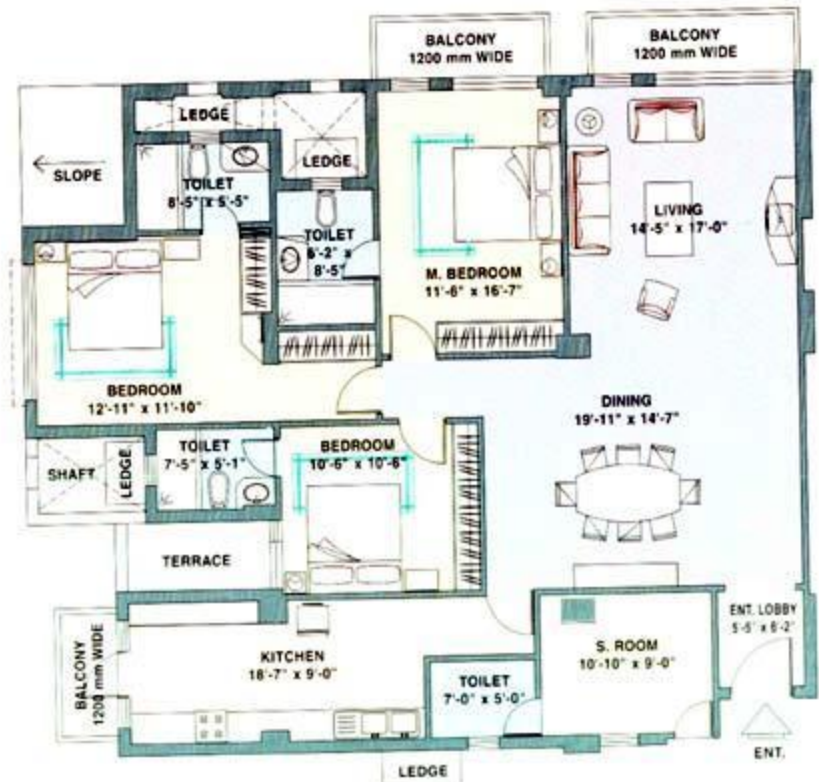 BALCONY
1200 mm WIDE
BALCONY
1200 mm WIDE
LEDGE
LEDGE
SLOPE
TOILET
8'-5" x 5'-5"
TOILET
6'-2" x
8'-5"
M. BEDROOM
11'-6" x 16'-7"
LIVING
14'-5" x 17'-0"
BEDROOM
12'-11" x 11'-10"
DINING
19'-11" x 14'-7"
SHAFT
LEDGE
TOILET
7'-5" x 5'-1"
BEDROOM
10'-6" x 10'-6"
TERRACE
BALCONY
1200 mm WIDE
KITCHEN
18'-7" x 9'-0"
TOILET
7'-0" x 5'-0"
S. ROOM
10'-10" x 9'-0"
ENT. LOBBY
5'-5" x 6'-2"
ENT.
LEDGE